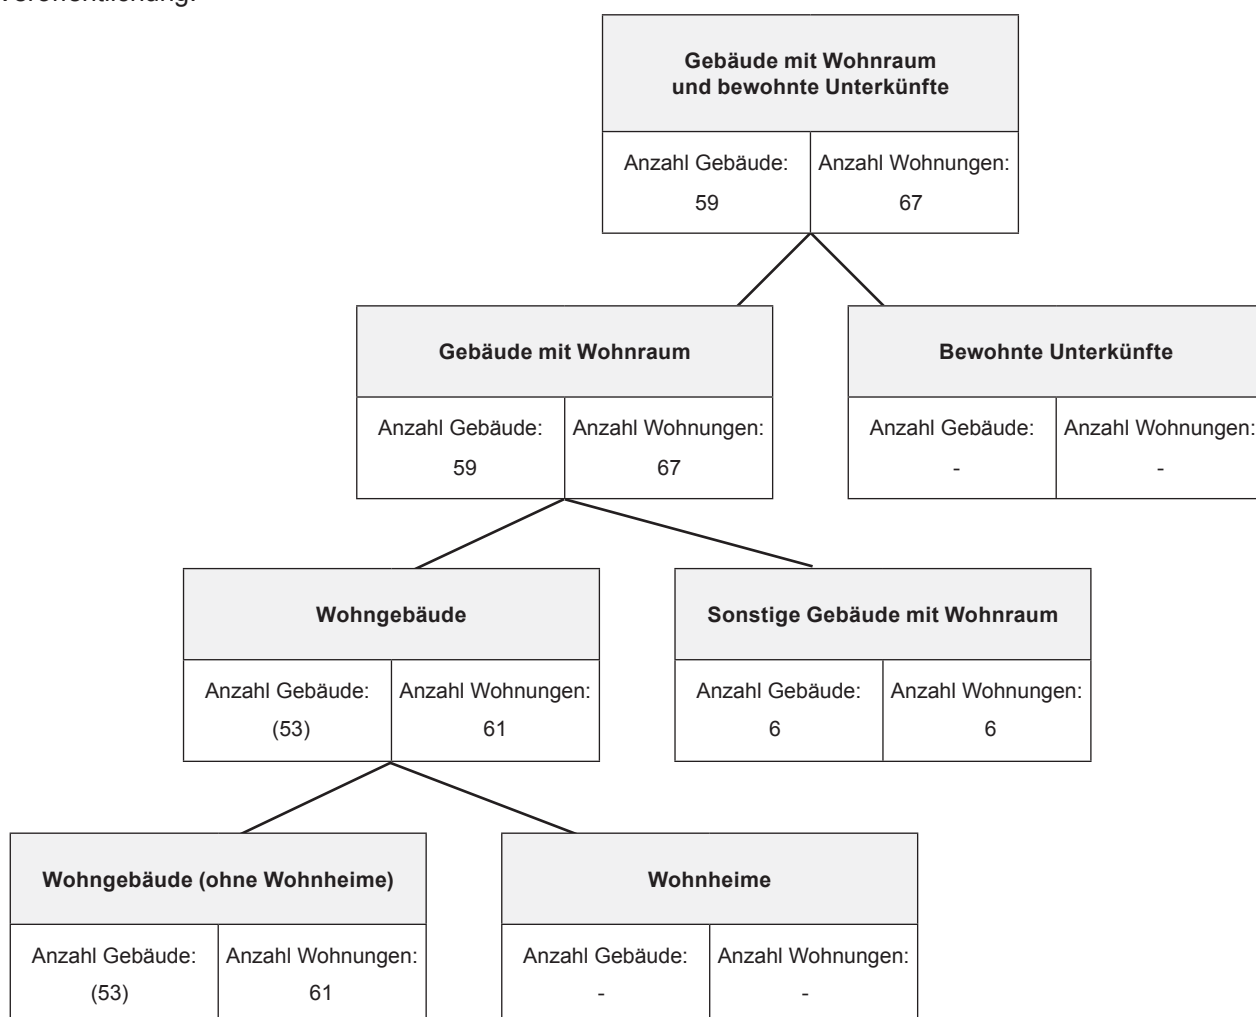 Veröffentlichung.
Gebäude mit Wohnraum
und bewohnte Unterkünfte
Anzahl Gebäude: Anzahl Wohnungen:
59 67
Gebäude mit Wohnraum Bewohnte Unterkünfte
Anzahl Gebäude: Anzahl Wohnungen: Anzahl Gebäude: Anzahl Wohnungen:
59 67 - -
Wohngebäude Sonstige Gebäude mit Wohnraum
Anzahl Gebäude: Anzahl Wohnungen: Anzahl Gebäude: Anzahl Wohnungen:
(53) 61 6 6
Wohngebäude (ohne Wohnheime) Wohnheime
Anzahl Gebäude: Anzahl Wohnungen: Anzahl Gebäude: Anzahl Wohnungen:
(53) 61 - -